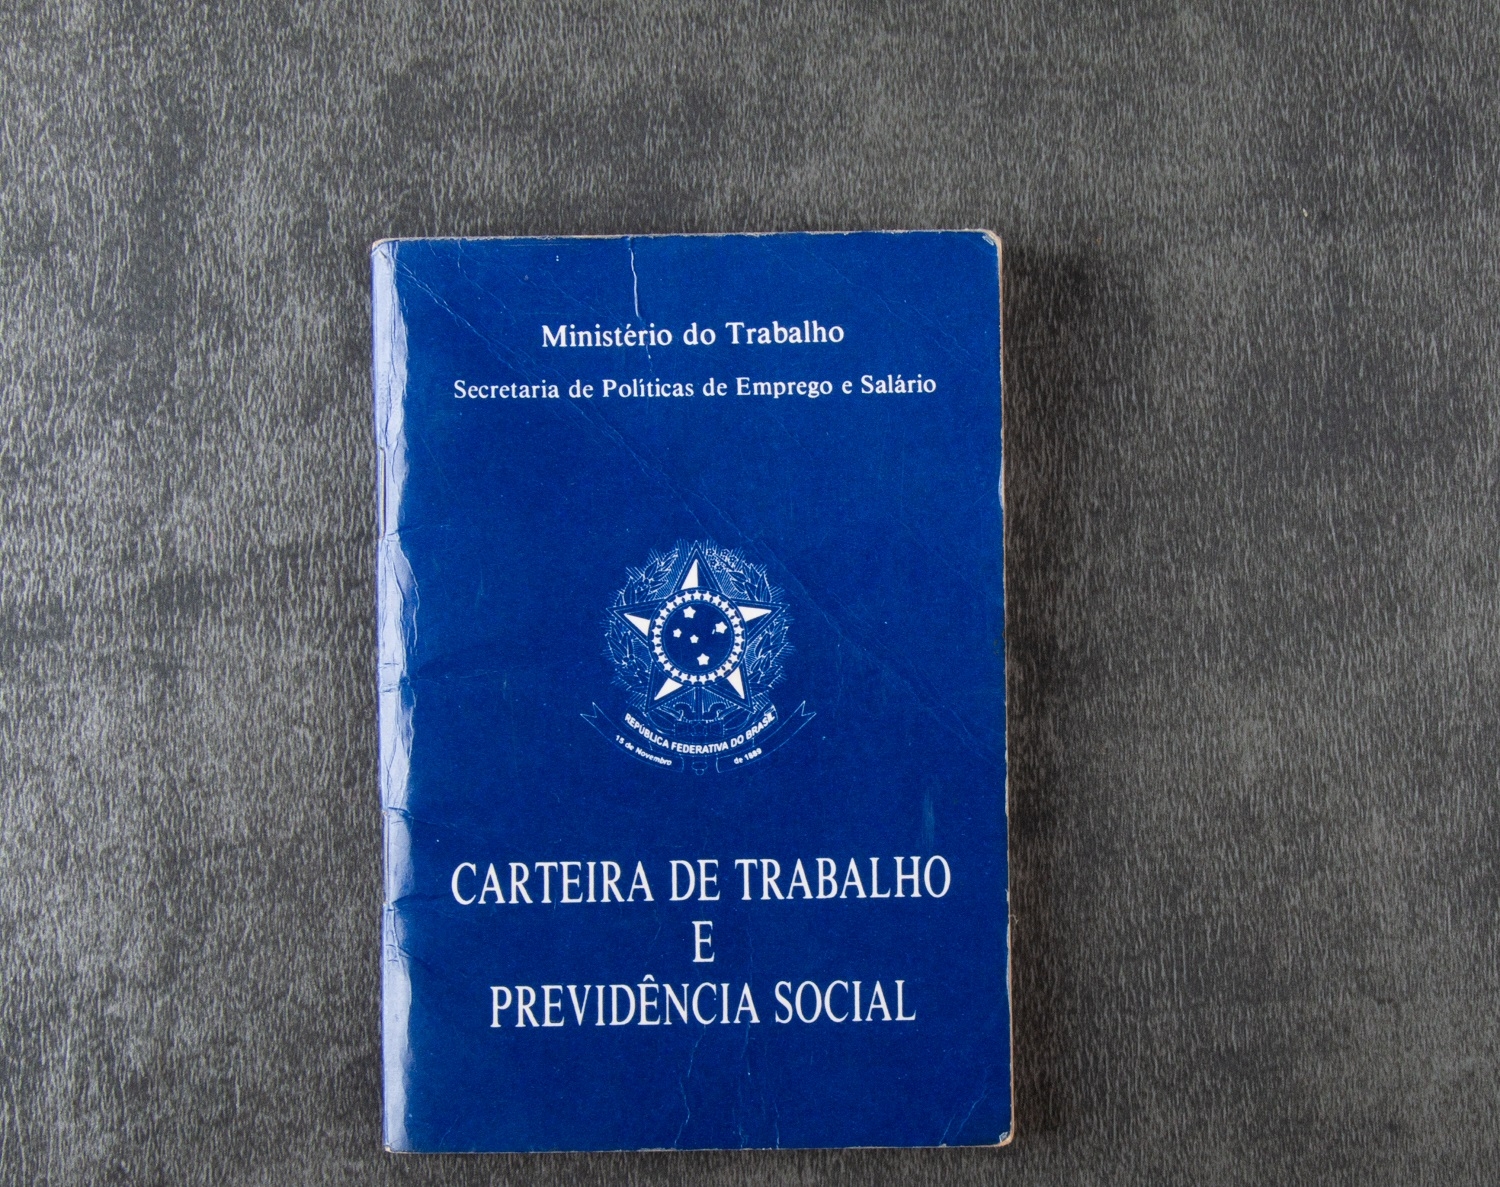 Ministério do Trabalho
Secretaria de Políticas de Emprego e Salário
REPÚBLICA FEDERATIVA DO BRASIL
15 de Novembro de 1889
CARTEIRA DE TRABALHO
E
PREVIDÊNCIA SOCIAL